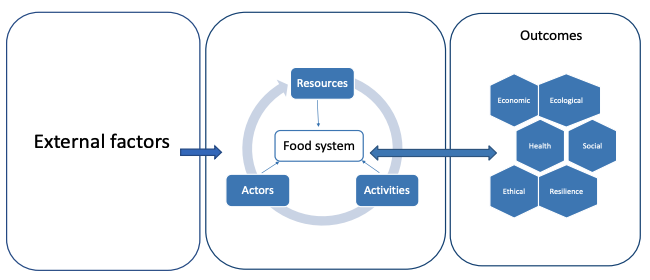 External factors
Resources
Food system
Actors
Activities
Outcomes
Economic
Ecological
Health
Social
Ethical
Resilience